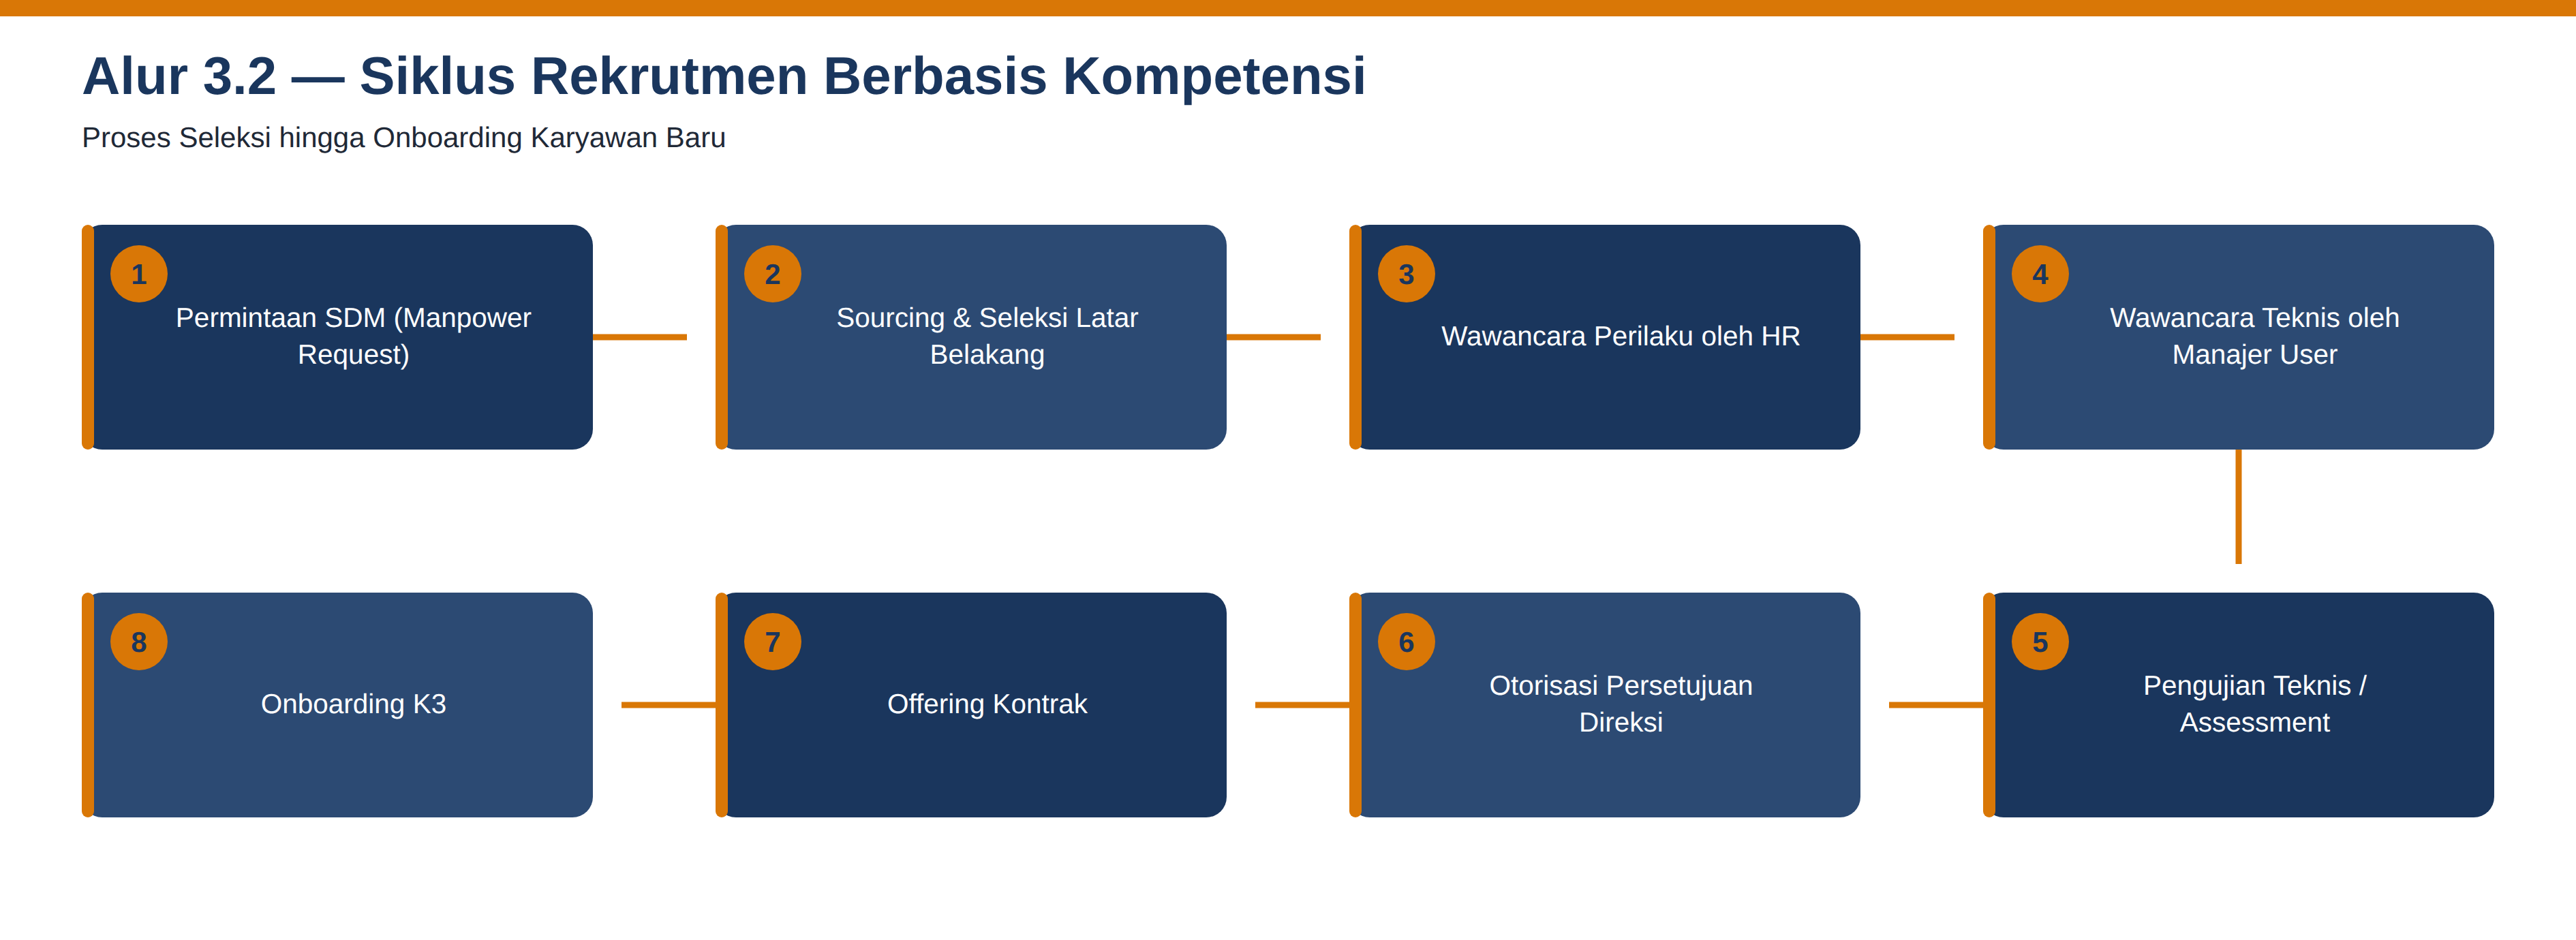 Alur 3.2 — Siklus Rekrutmen Berbasis Kompetensi
Proses Seleksi hingga Onboarding Karyawan Baru
1
Permintaan SDM (Manpower
Request)
2
Sourcing & Seleksi Latar
Belakang
3
Wawancara Perilaku oleh HR
4
Wawancara Teknis oleh
Manajer User
5
Pengujian Teknis /
Assessment
6
Otorisasi Persetujuan
Direksi
7
Offering Kontrak
8
Onboarding K3